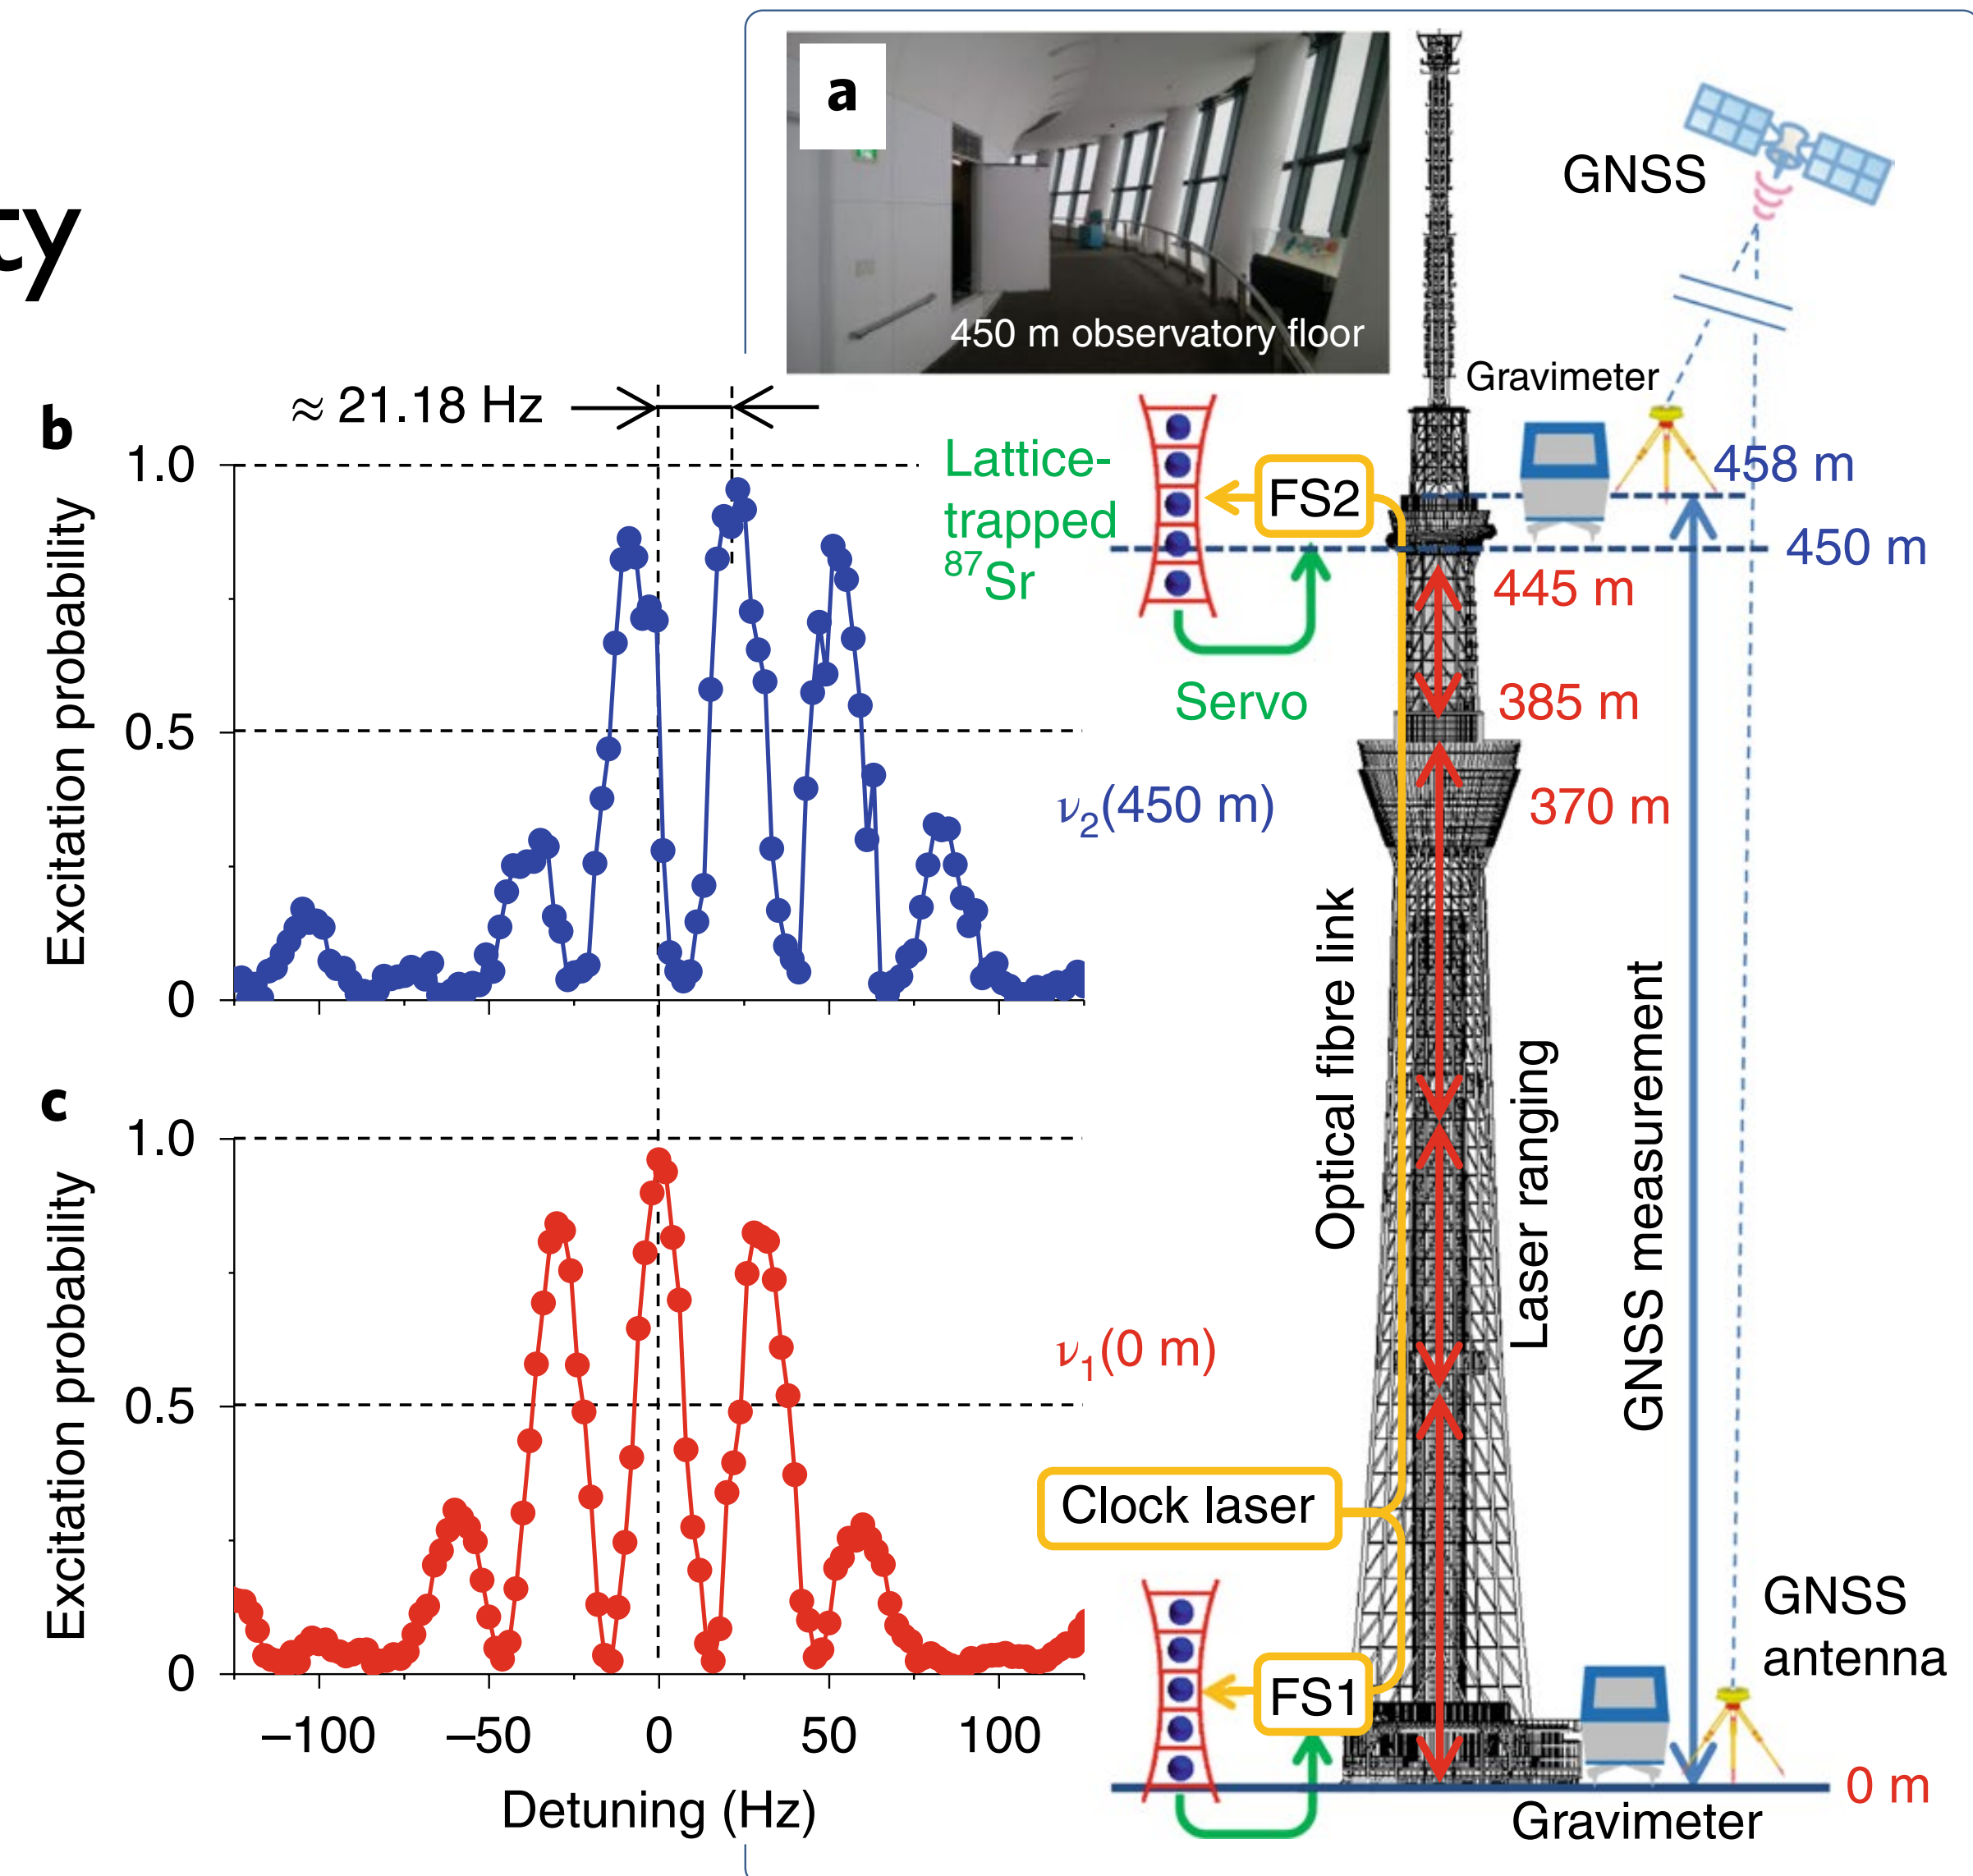 ty
a
450 m observatory floor
GNSS
Gravimeter
≈ 21.18 Hz
b
1.0
0.5
0
Excitation probability
ν2(450 m)
Lattice-
trapped
87Sr
FS2
Servo
458 m
450 m
445 m
385 m
370 m
Optical fibre link
Laser ranging
GNSS measurement
c
1.0
0.5
0
Excitation probability
ν1(0 m)
−100
−50
0
50
100
Detuning (Hz)
Clock laser
FS1
GNSS
antenna
0 m
Gravimeter